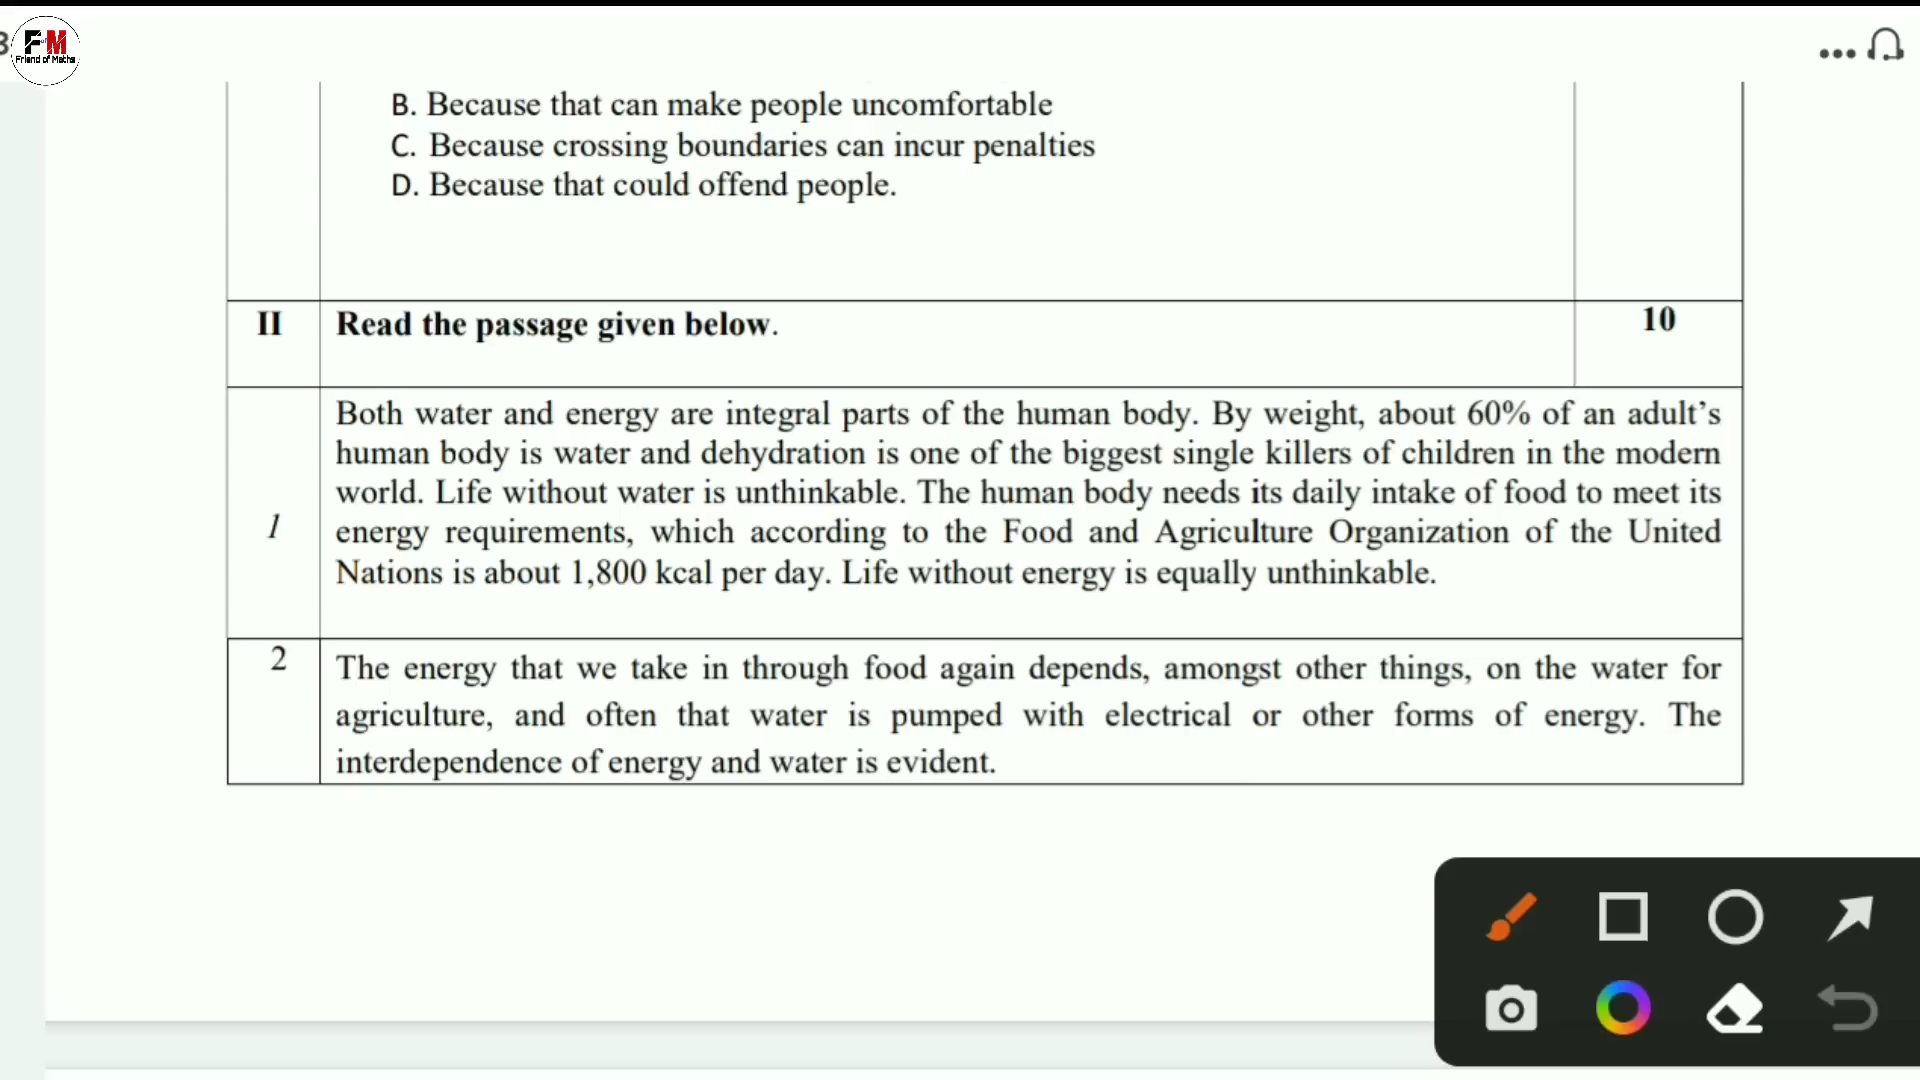 3
FM
Friend of Maths
B. Because that can make people uncomfortable
C. Because crossing boundaries can incur penalties
D. Because that could offend people.
II Read the passage given below. 10
Both water and energy are integral parts of the human body. By weight, about 60% of an adult’s
human body is water and dehydration is one of the biggest single killers of children in the modern
world. Life without water is unthinkable. The human body needs its daily intake of food to meet its
1 energy requirements, which according to the Food and Agriculture Organization of the United
Nations is about 1,800 kcal per day. Life without energy is equally unthinkable.
2 The energy that we take in through food again depends, amongst other things, on the water for
agriculture, and often that water is pumped with electrical or other forms of energy. The
interdependence of energy and water is evident.